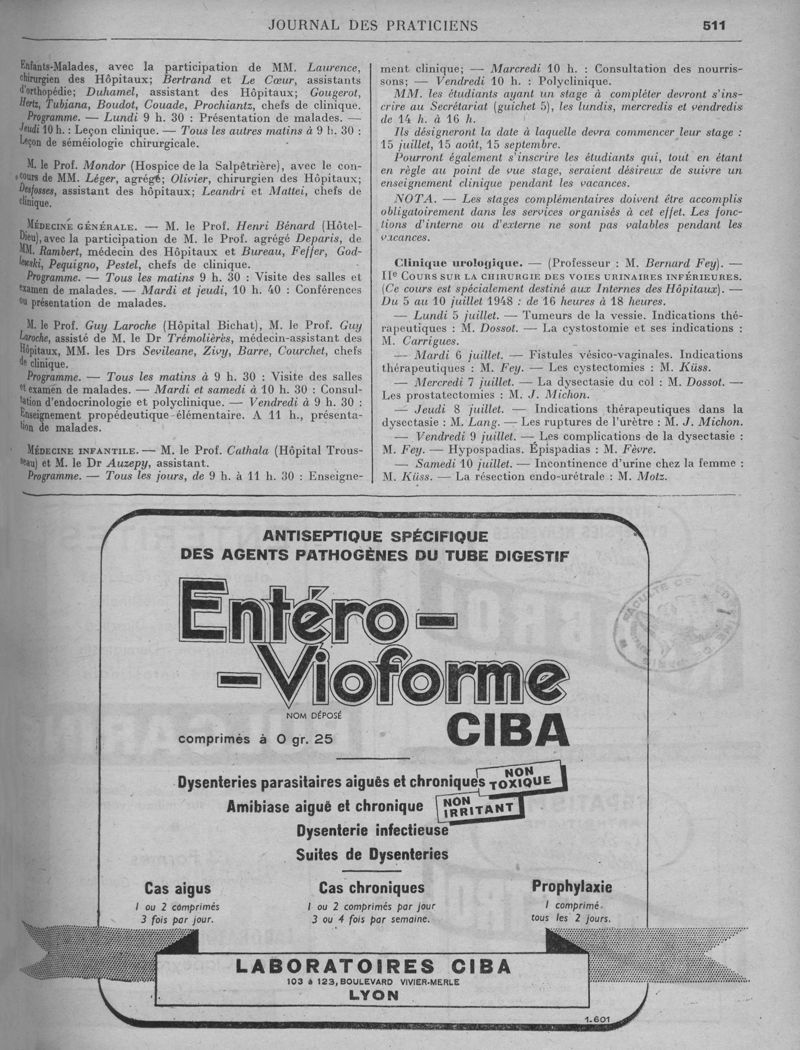 JOURNAL DES PRATICIENS
511
Enfants-Malades, avec la participation de MM. Laurence,
chirurgien des Hôpitaux; Bertrand et Le Cœur, assistants
d'orthopédie; Duhamel, assistant des Hôpitaux; Gougerot,
Hertz, Tubiana, Boudot, Couade, Prochiantz, chefs de clinique.
Programme. — Lundi 9 h. 30 : Présentation de malades. —
Jeudi 10 h. : Leçon clinique. — Tous les autres matins à 9 h. 30 :
Leçon de séméiologie chirurgicale.
M. le Prof. Mondor (Hospice de la Salpêtrière), avec le con-
cours de MM. Léger, agrégé; Olivier, chirurgien des Hôpitaux;
Desfosses, assistant des hôpitaux; Leandri et Mattei, chefs de
clinique.
MÉDECINE GÉNÉRALE. — M. le Prof. Henri Bénard (Hôtel-
Dieu), avec la participation de M. le Prof. agrégé Deparis, de
MM. Rambert, médecin des Hôpitaux et Bureau, Feffer, God-
lewski, Pequigno, Pestel, chefs de clinique.
Programme. — Tous les matins 9 h. 30 : Visite des salles et
examen de malades. — Mardi et jeudi, 10 h. 40 : Conférences
ou présentation de malades.
M. le Prof. Guy Laroche (Hôpital Bichat), M. le Prof. Guy
Laroche, assisté de M. le Dr Trémolières, médecin-assistant des
Hôpitaux, MM. les Drs Sevileane, Zivy, Barre, Courchet, chefs
de clinique.
Programme. — Tous les matins à 9 h. 30 : Visite des salles
et examen de malades. — Mardi et samedi à 10 h. 30 : Consul-
tation d'endocrinologie et polyclinique. — Vendredi à 9 h. 30 :
Enseignement propédeutique élémentaire. A 11 h., présenta-
tion de malades.
MÉDECINE INFANTILE. — M. le Prof. Cathala (Hôpital Trous-
seau) et M. le Dr Auzepy, assistant.
Programme. — Tous les jours, de 9 h. à 11 h. 30 : Enseigne-
ment clinique; — Marcredi 10 h. : Consultation des nourris-
sons; — Vendredi 10 h. : Polyclinique.
MM. les étudiants ayant un stage à compléter devront s'ins-
crire au Secrétariat (guichet 5), les lundis, mercredis et vendredis
de 14 h. à 16 h.
Ils désigneront la date à laquelle devra commencer leur stage :
15 juillet, 15 août, 15 septembre.
Pourront également s'inscrire les étudiants qui, tout en étant
en règle au point de vue stage, seraient désireux de suivre un
enseignement clinique pendant les vacances.
NOTA. — Les stages complémentaires doivent être accomplis
obligatoirement dans les services organisés à cet effet. Les fonc-
tions d'interne ou d'externe ne sont pas valables pendant les
vacances.
Clinique urologique. — (Professeur : M. Bernard Fey). —
IIe COURS SUR LA CHIRURGIE DES VOIES URINAIRES INFÉRIEURES.
(Ce cours est spécialement destiné aux Internes des Hôpitaux). —
Du 5 au 10 juillet 1948 : de 16 heures à 18 heures.
— Lundi 5 juillet. — Tumeurs de la vessie. Indications thé-
rapeutiques : M. Dossot. — La cystostomie et ses indications :
M. Carrigues.
— Mardi 6 juillet. — Fistules vésico-vaginales. Indications
thérapeutiques : M. Fey. — Les cystectomies : M. Küss.
— Mercredi 7 juillet. — La dysectasie du col : M. Dossot. —
Les prostatectomies : M. J. Michon.
— Jeudi 8 juillet. — Indications thérapeutiques dans la
dysectasie : M. Lang. — Les ruptures de l'urètre : M. J. Michon.
— Vendredi 9 juillet. — Les complications de la dysectasie :
M. Fey. — Hypospadias. Épispadias : M. Fèvre.
— Samedi 10 juillet. — Incontinence d'urine chez la femme :
M. Küss. — La résection endo-urétrale : M. Motz.
ANTISEPTIQUE SPÉCIFIQUE
DES AGENTS PATHOGÈNES DU TUBE DIGESTIF
Entéro-
-Vioforme
NOM DÉPOSÉ
CIBA
comprimés à 0 gr. 25
Dysenteries parasitaires aiguës et chroniques
NON
TOXIQUE
Amibiase aiguë et chronique
NON
IRRITANT
Dysenterie infectieuse
Suites de Dysenteries
Cas aigus
1 ou 2 comprimés
3 fois par jour.
Cas chroniques
1 ou 2 comprimés par jour
3 ou 4 fois par semaine.
Prophylaxie
1 comprimé.
tous les 2 jours.
LABORATOIRES CIBA
103 à 123, BOULEVARD VIVIER-MERLE
LYON
1-601